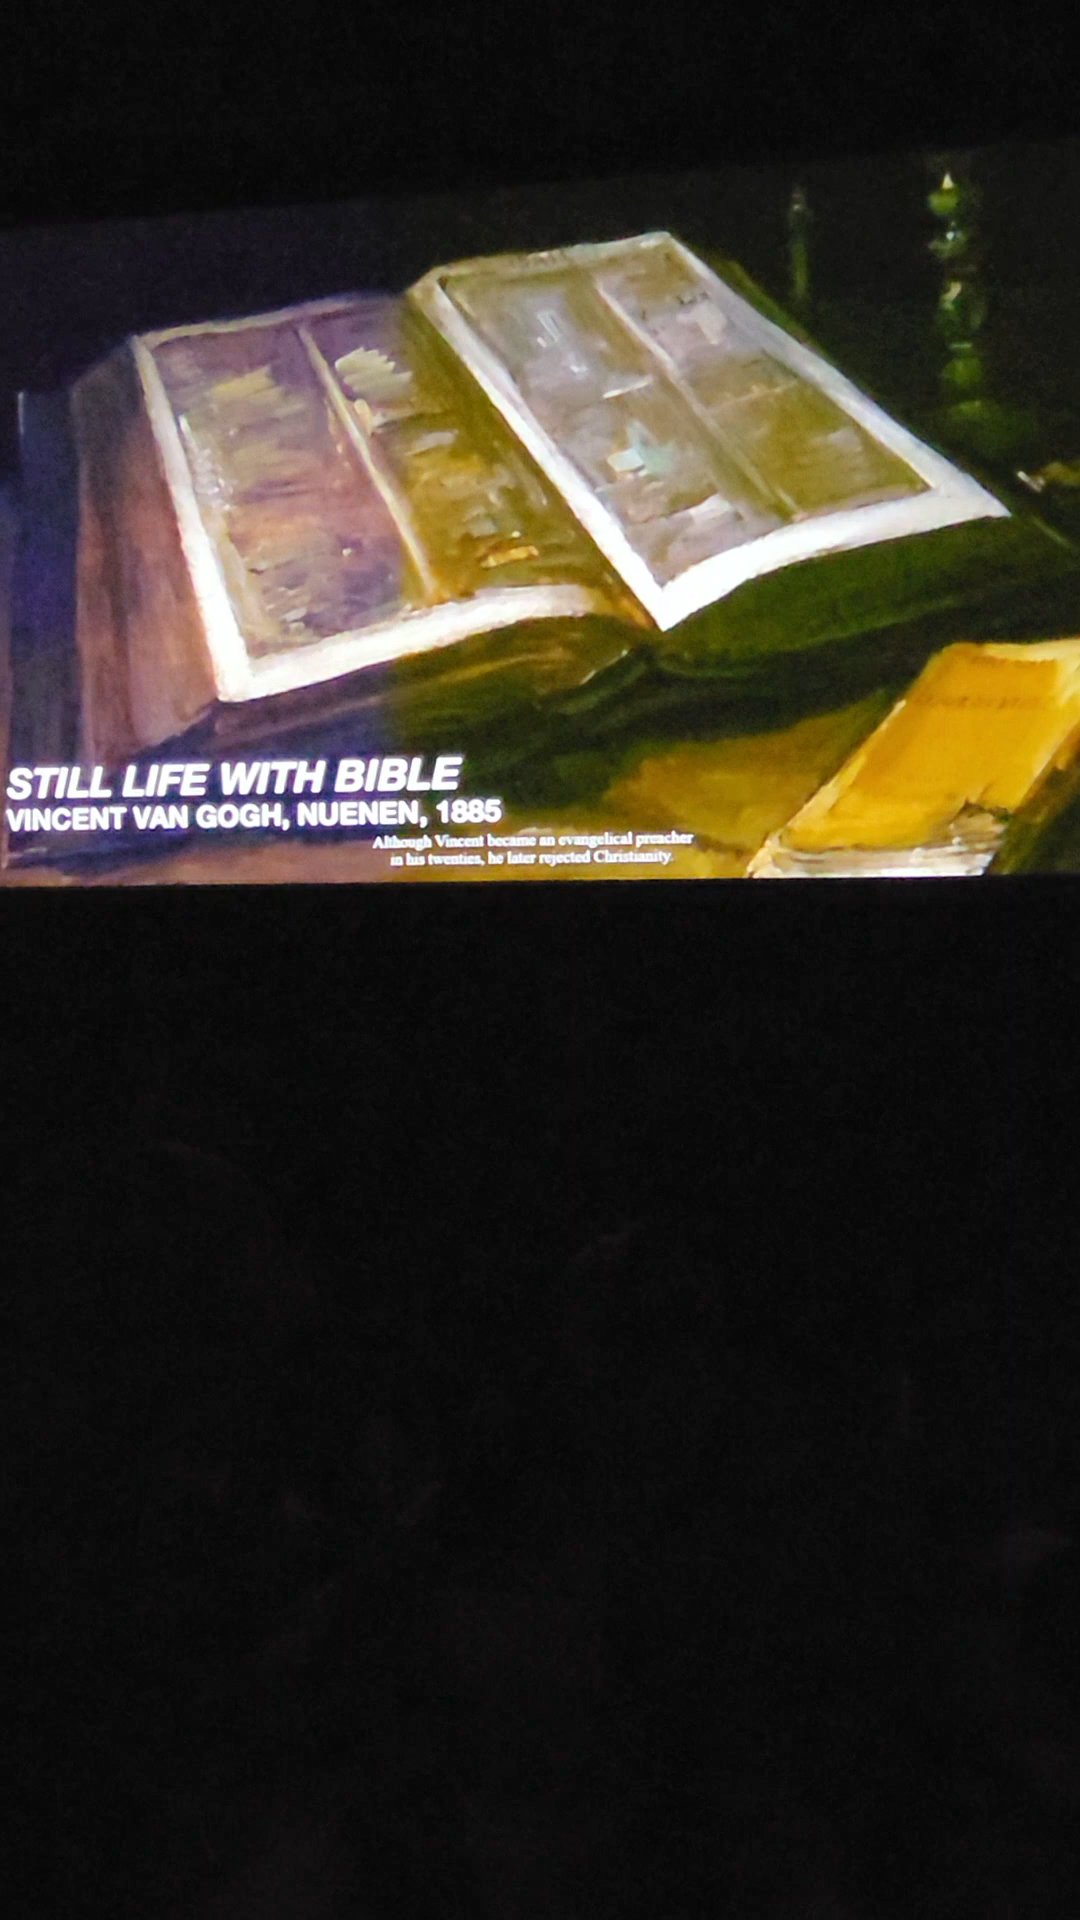 STILL LIFE WITH BIBLE
VINCENT VAN GOGH, NUENEN, 1885
Although Vincent became an evangelical preacher
in his twenties, he later rejected Christianity.